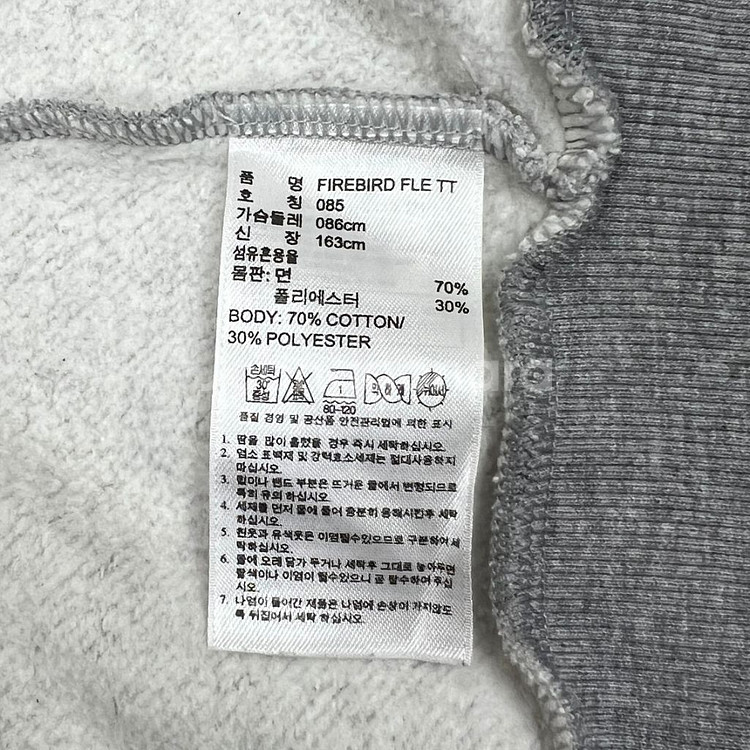 품 명 FIREBIRD FLE TT
호 칭 085
가슴둘레 086cm
신 장 163cm
섬유혼용율
몸판: 면 70%
폴리에스터 30%
BODY: 70% COTTON/
30% POLYESTER
손세탁
30
중성
1
80-120
품질 경영 및 공산품 안전관리법에 의한 표시
1. 땀을 많이 흘렸을 경우 즉시 세탁하십시오.
2. 염소 표백제 및 강력효소세제는 절대사용하지
마십시오.
3. 립이나 밴드 부분은 뜨거운 물에서 변형되므로
특히 유의 하십시오.
4. 세제를 먼저 물에 풀어 충분히 용해시킨후 세탁
하십시오.
5. 흰옷과 유색옷은 이염될수있으므로 구분하여세
탁하십시오.
6. 물에 오래 담가 두거나 세탁후 그대로 놓아두면
탈색이나 이염이 될수있으니 곧 탈수하여주십
시오.
7. 나염이 들어간 제품은 나염에 손상이 가지않도
록 뒤집어서 세탁 하십시오.